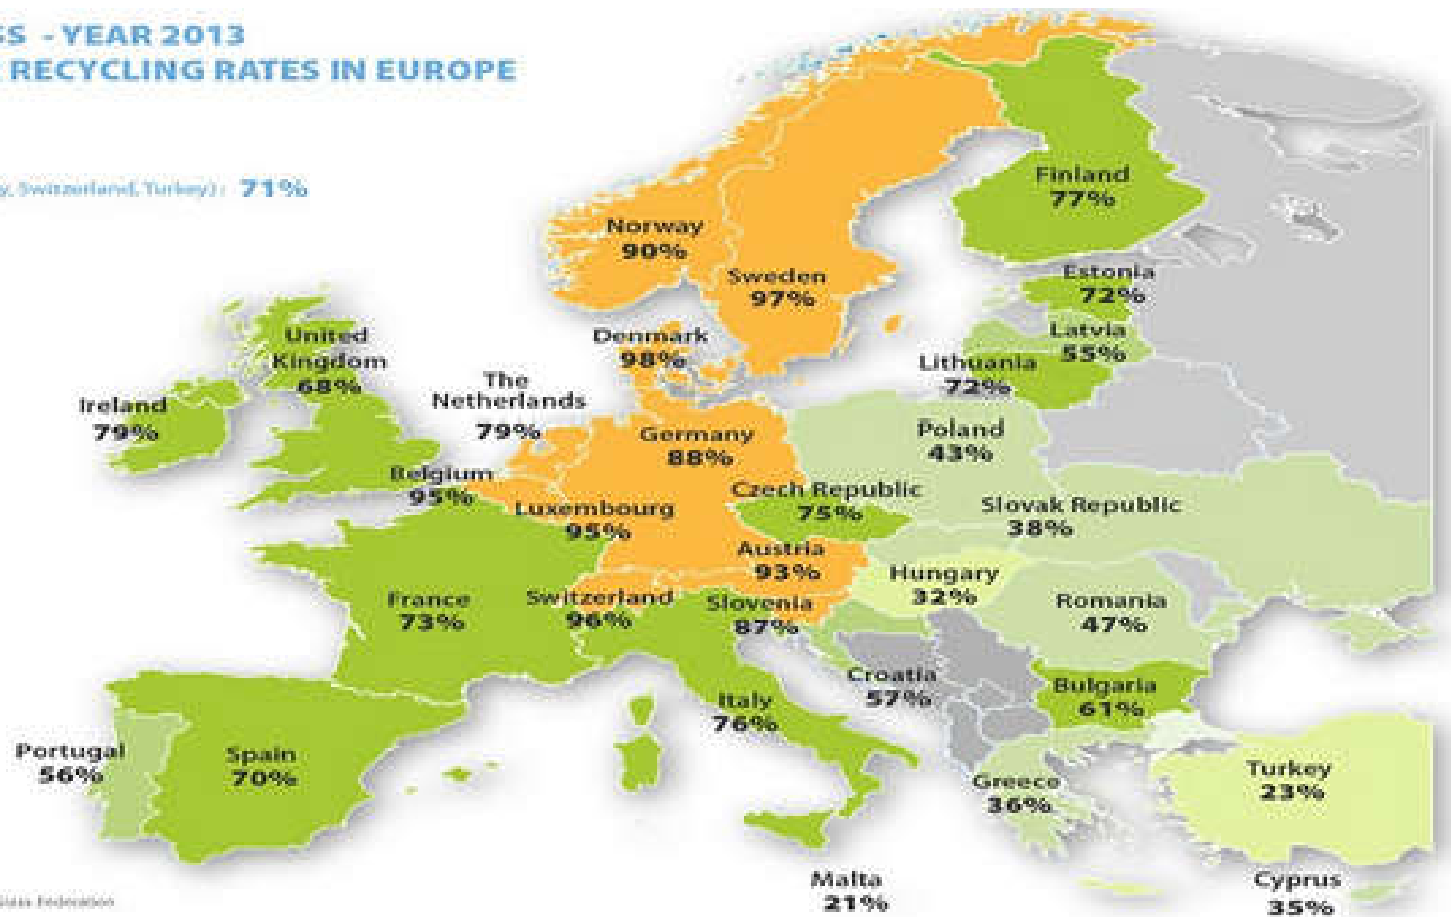 SS - YEAR 2013
RECYCLING RATES IN EUROPE
y, Switzerland, Turkey): 71%
Finland
77%
Norway
90%
Sweden
97%
Estonia
72%
Latvia
55%
Lithuania
72%
Denmark
98%
United
Kingdom
68%
Ireland
79%
The
Netherlands
79%
Germany
88%
Poland
43%
Belgium
95%
Luxembourg
95%
Czech Republic
75%
Slovak Republic
38%
Austria
93%
Hungary
32%
France
73%
Switzerland
96%
Slovenia
87%
Romania
47%
Croatia
57%
Bulgaria
61%
Italy
76%
Portugal
56%
Spain
70%
Greece
36%
Turkey
23%
Malta
21%
Cyprus
35%
Federation